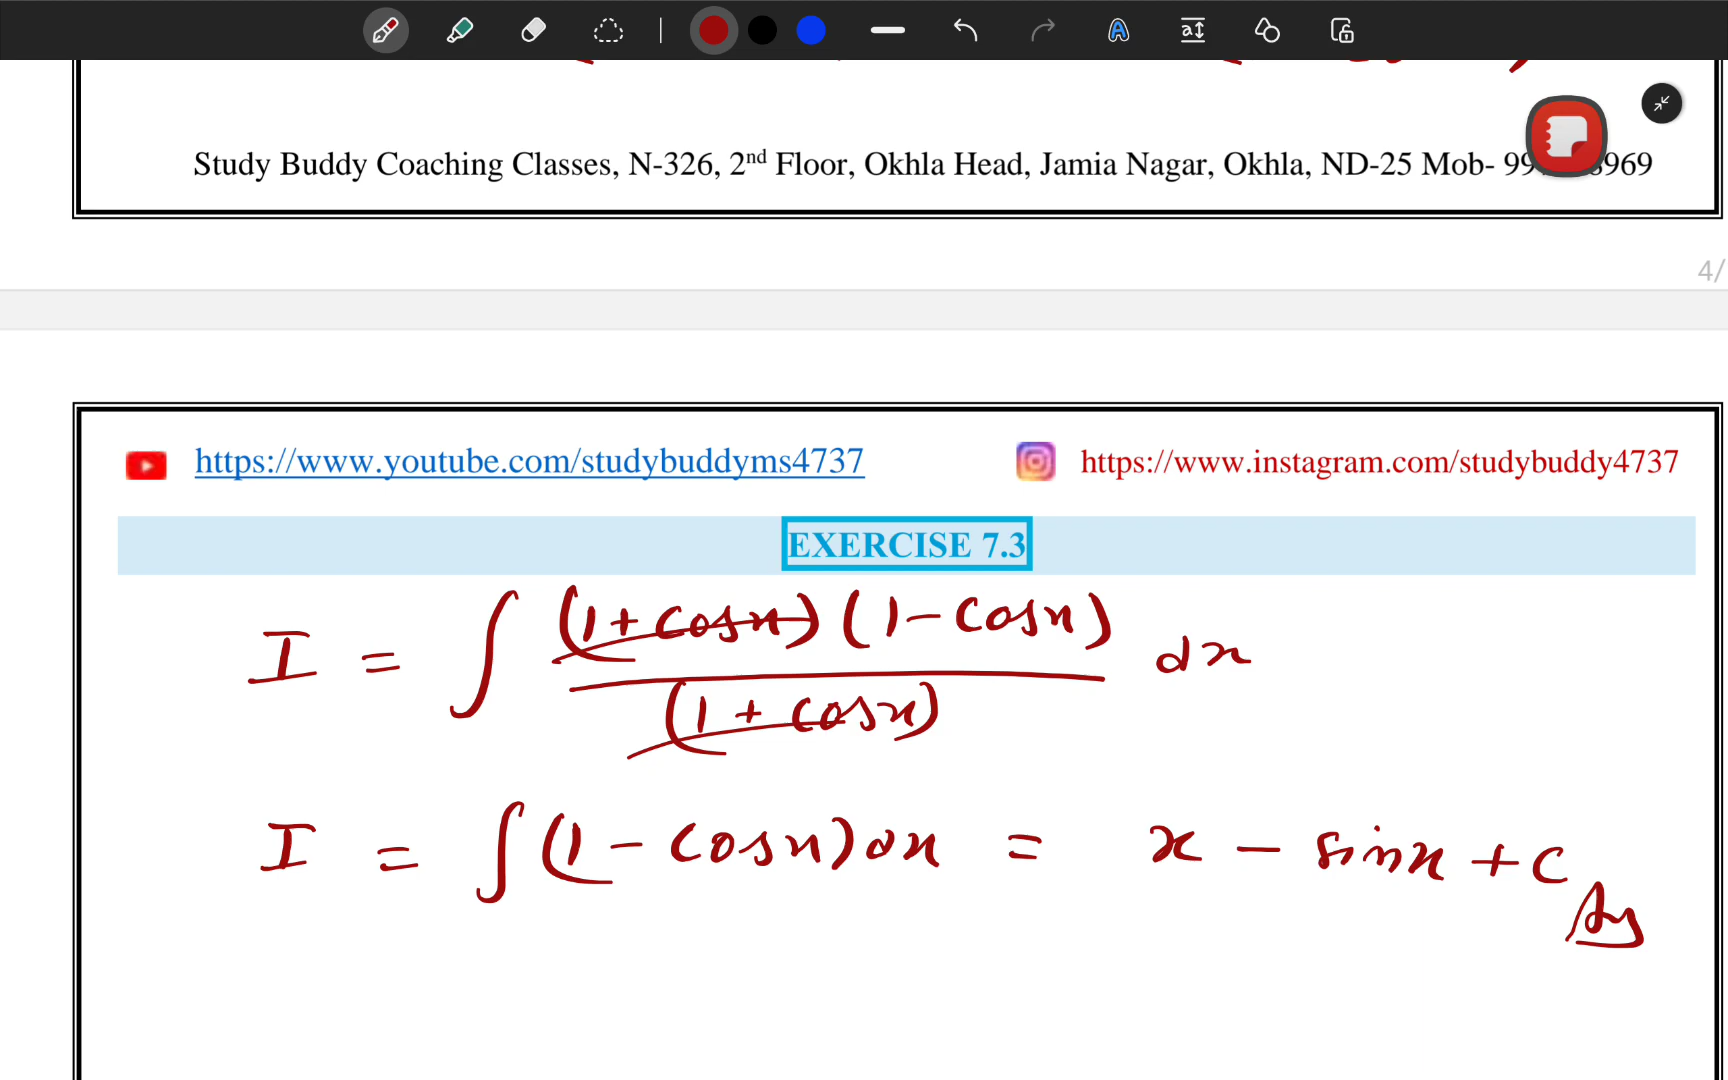 Study Buddy Coaching Classes, N-326, 2nd Floor, Okhla Head, Jamia Nagar, Okhla, ND-25 Mob- 99 969
4/
https://www.youtube.com/studybuddyms4737
https://www.instagram.com/studybuddy4737
EXERCISE 7.3
I = ∫ (1+cosx)(1-cosx) / (1+cosx) dx
I = ∫(1 - cosx)dx = x - sinx + c
Ans